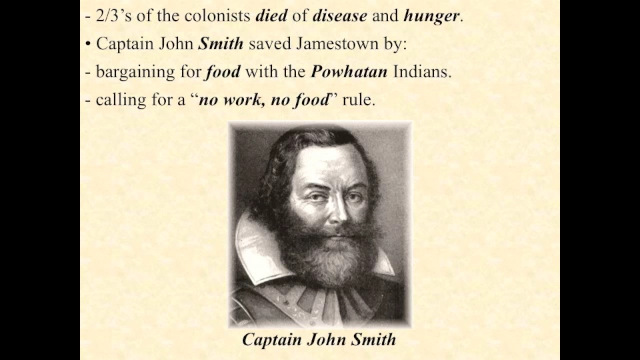 - 2/3’s of the colonists died of disease and hunger.
• Captain John Smith saved Jamestown by:
- bargaining for food with the Powhatan Indians.
- calling for a “no work, no food” rule.
Captain John Smith